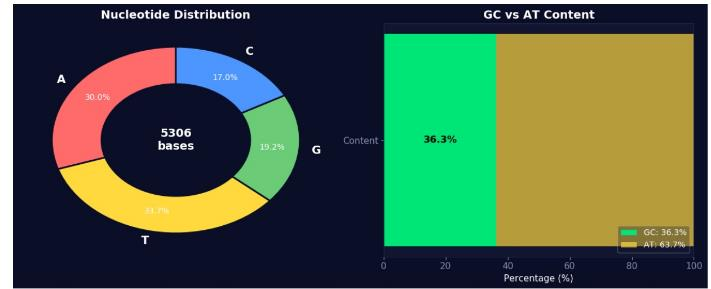 Nucleotide Distribution
C
A
17.0%
30.0%
5306
bases
19.2%
G
33.7%
T
GC vs AT Content
Content
36.3%
GC: 36.3%
AT: 63.7%
0 20 40 60 80 100
Percentage (%)